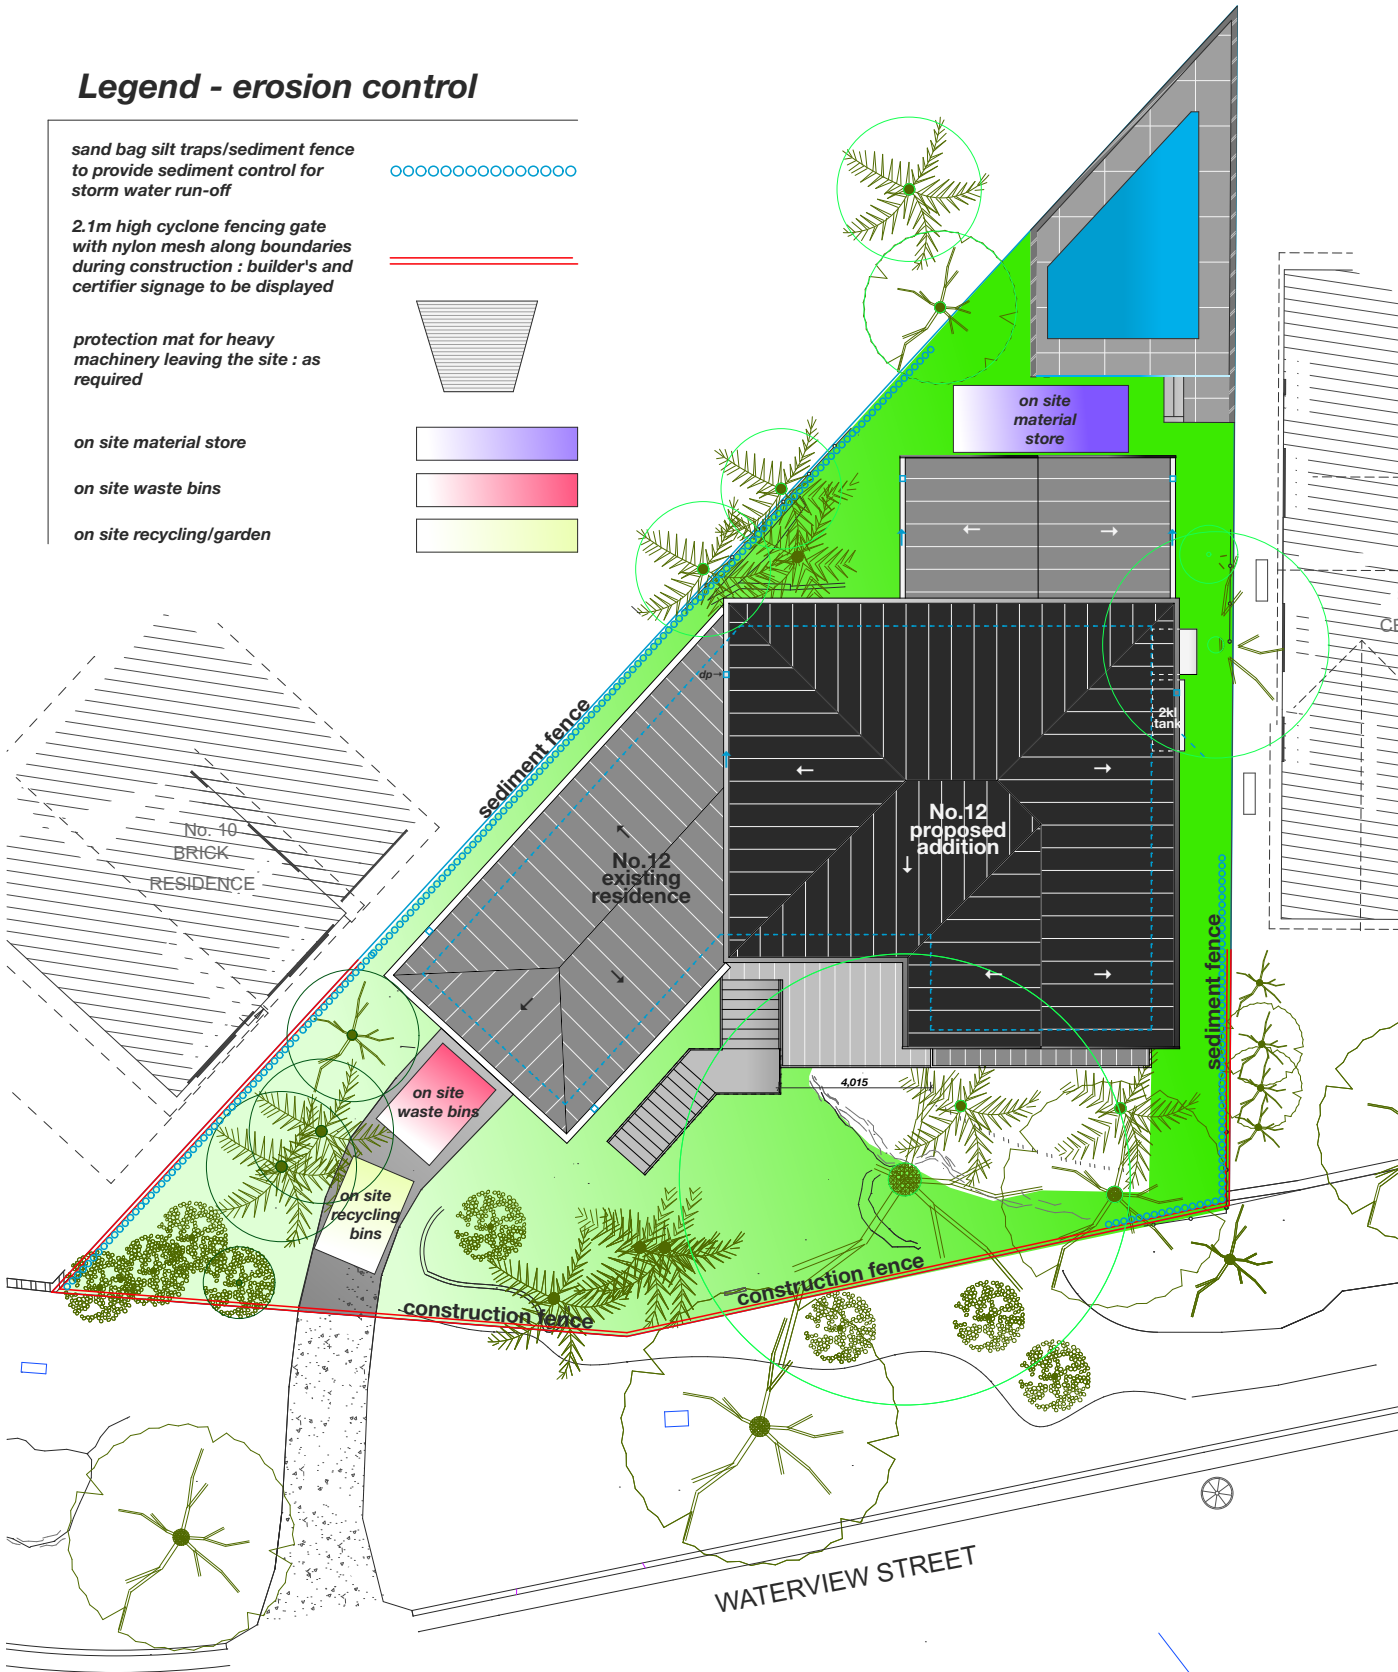 Legend - erosion control
sand bag silt traps/sediment fence
to provide sediment control for
storm water run-off
2.1m high cyclone fencing gate
with nylon mesh along boundaries
during construction : builder's and
certifier signage to be displayed
protection mat for heavy
machinery leaving the site : as
required
on site material store
on site waste bins
on site recycling/garden
on site
material
store
dp
2kl
tank
sediment fence
No. 10
BRICK
RESIDENCE
No.12
existing
residence
No.12
proposed
addition
sediment fence
on site
waste bins
4,015
on site
recycling
bins
construction fence
construction fence
WATERVIEW STREET